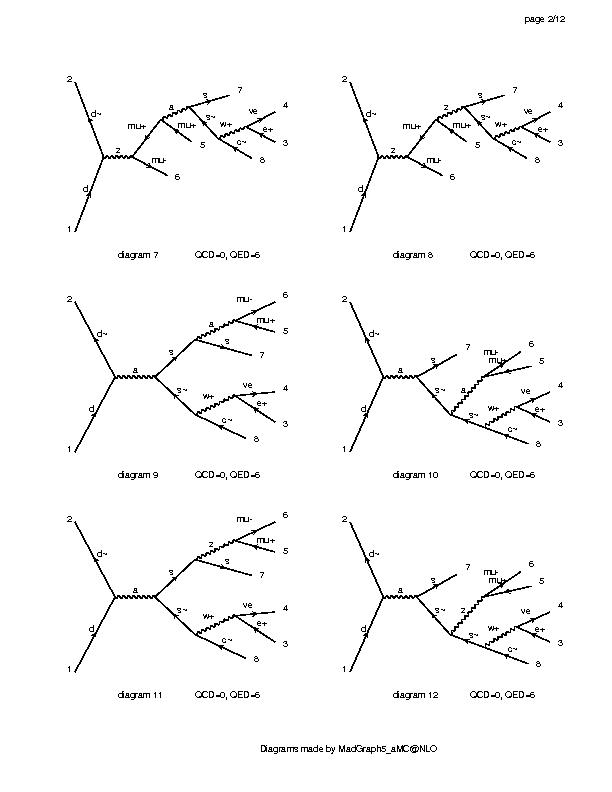 page 2/12
2 d~ d 1 z mu+ mu- 6 a mu+ 5 s 7 s~ w+ ve 4 e+ 3 c~ 8
diagram 7 QCD=0, QED=6
2 d~ d 1 z mu+ mu- 6 z mu+ 5 s 7 s~ w+ ve 4 e+ 3 c~ 8
diagram 8 QCD=0, QED=6
2 d~ d 1 a s a mu- 6 mu+ 5 s 7 s~ w+ ve 4 e+ 3 c~ 8
diagram 9 QCD=0, QED=6
2 d~ d 1 a s 7 s~ a mu- 6 mu+ 5 s~ w+ ve 4 e+ 3 c~ 8
diagram 10 QCD=0, QED=6
2 d~ d 1 a s z mu- 6 mu+ 5 s 7 s~ w+ ve 4 e+ 3 c~ 8
diagram 11 QCD=0, QED=6
2 d~ d 1 a s 7 s~ z mu- 6 mu+ 5 s~ w+ ve 4 e+ 3 c~ 8
diagram 12 QCD=0, QED=6
Diagrams made by MadGraph5_aMC@NLO